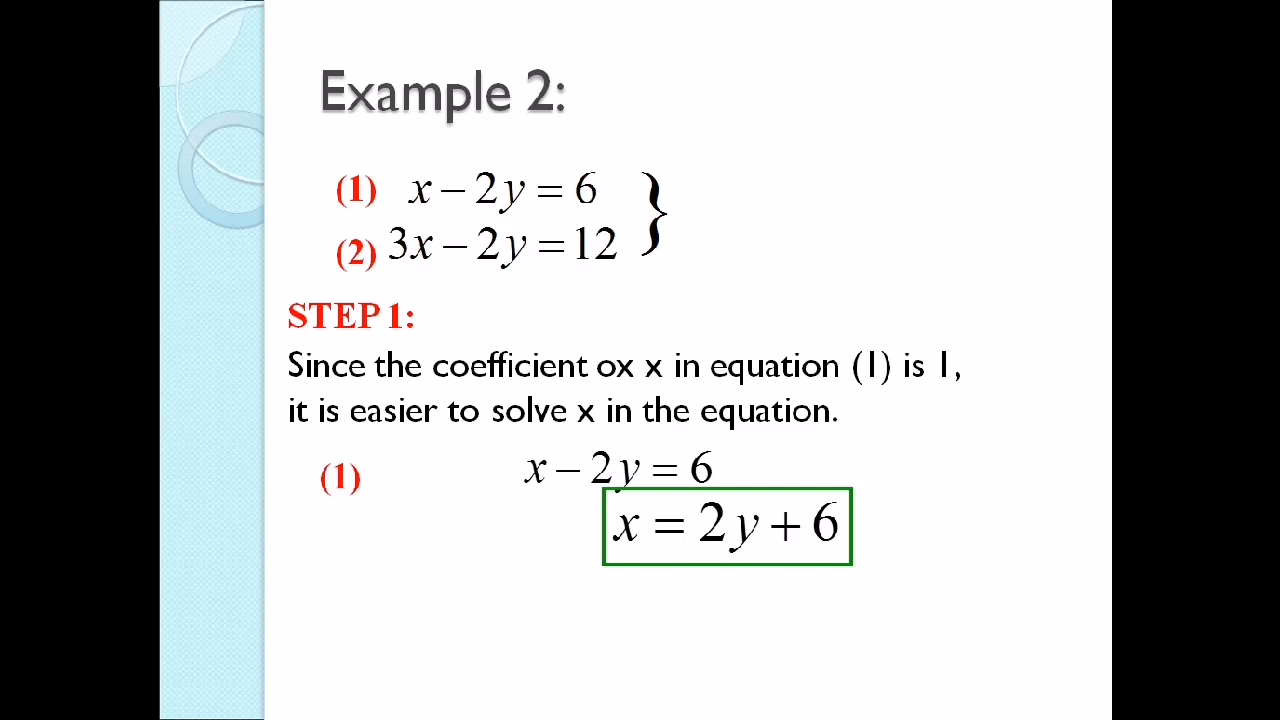 Example 2:
(1) x − 2y = 6
(2) 3x − 2y = 12
STEP 1:
Since the coefficient ox x in equation (1) is 1,
it is easier to solve x in the equation.
(1) x − 2y = 6
x = 2y + 6